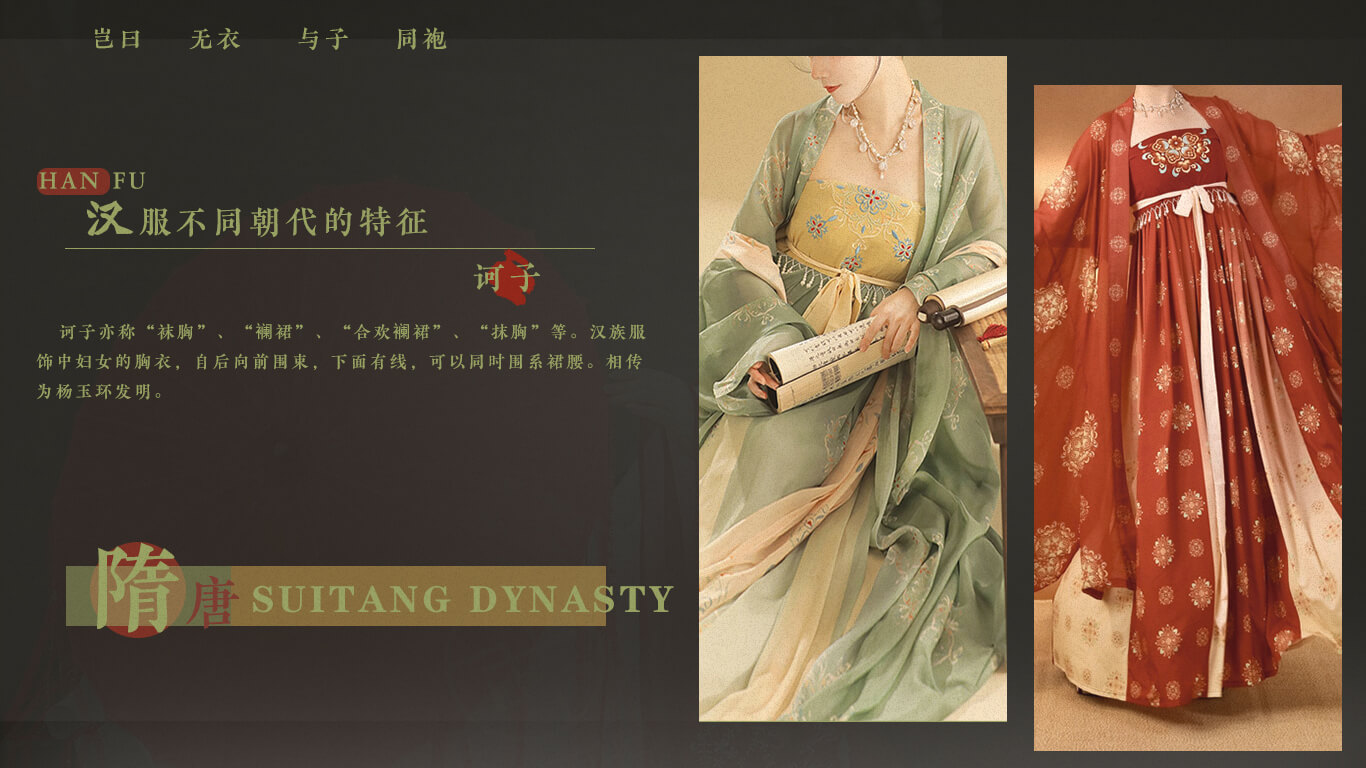 岂曰 无衣 与子 同袍
HAN FU
汉服不同朝代的特征
诃子
诃子亦称“袜胸”、“襕裙”、“合欢襕裙”、“抹胸”等。汉族服
饰中妇女的胸衣，自后向前围束，下面有线，可以同时围系裙腰。相传
为杨玉环发明。
隋唐 SUITANG DYNASTY